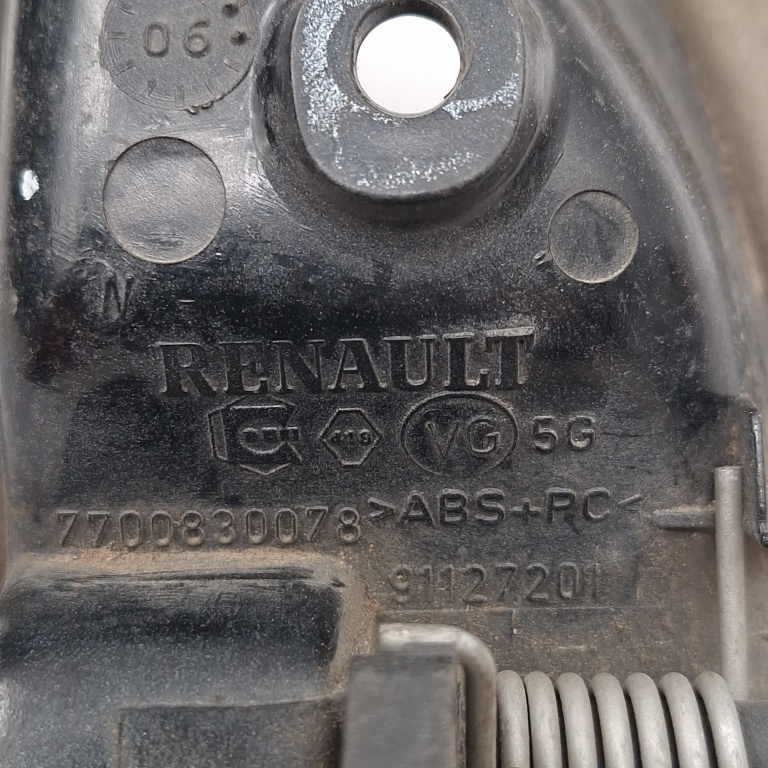 06
N
RENAULT
VG 5G
7700830078 >ABS+PC<
91127201